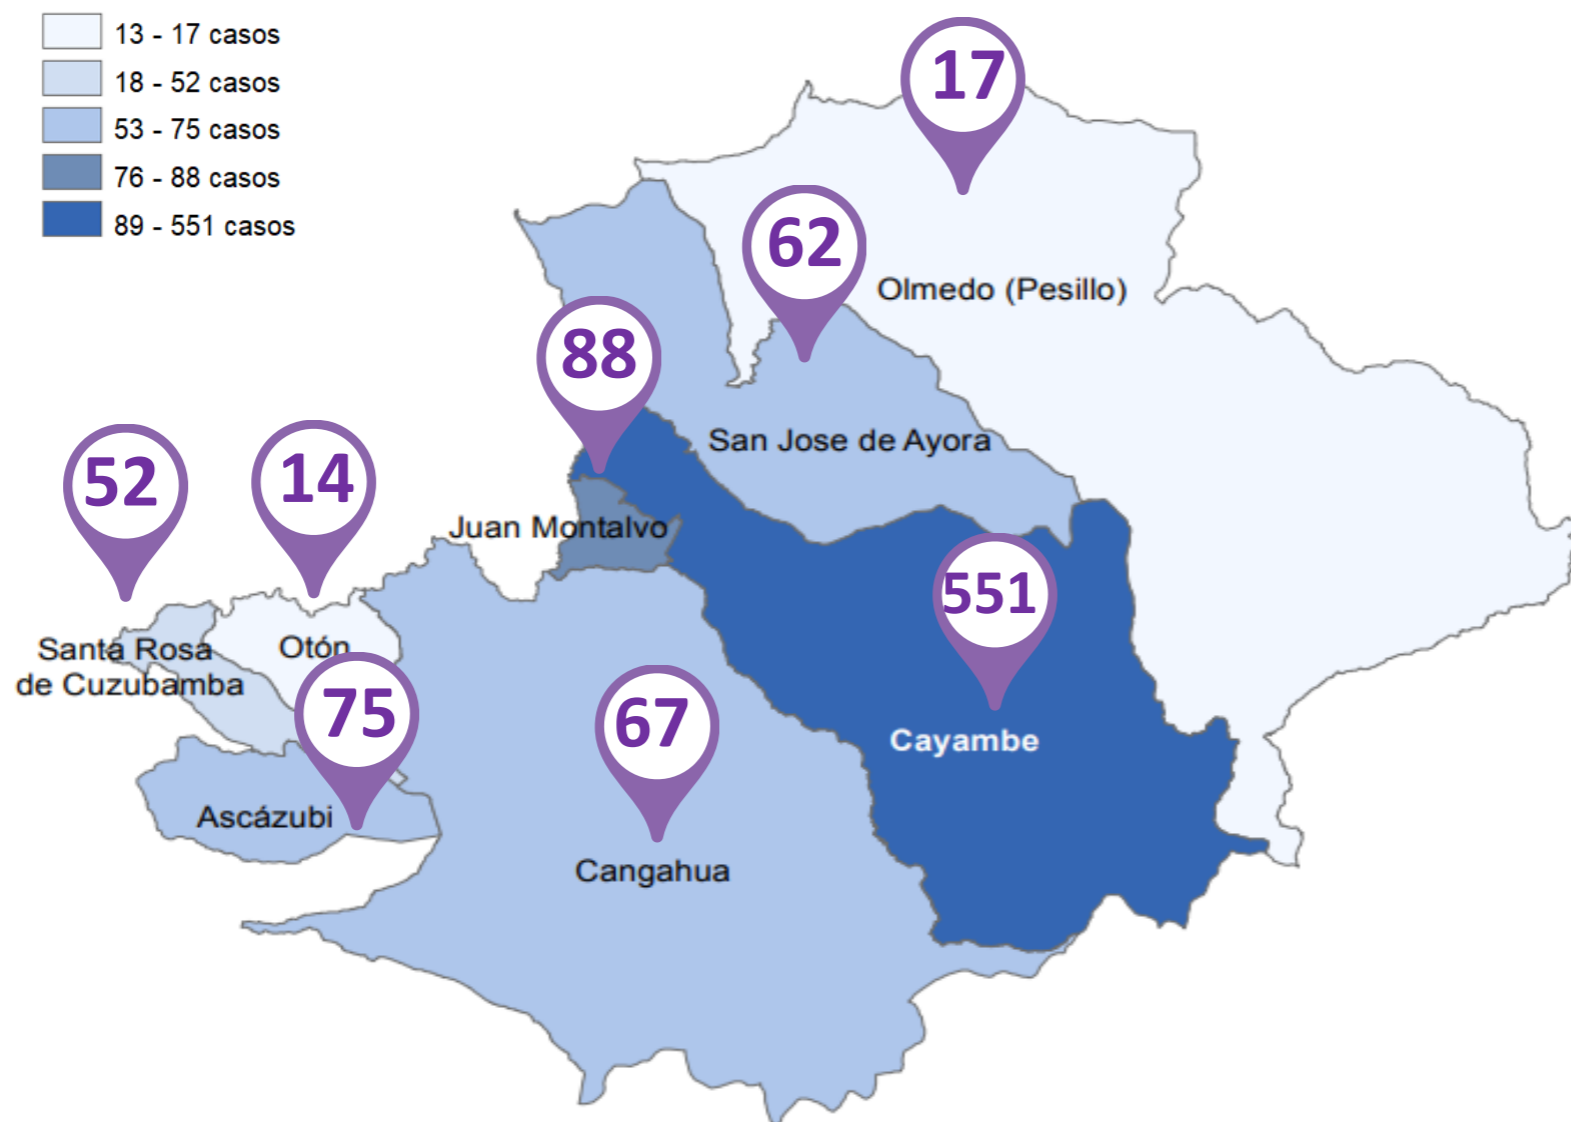 13 - 17 casos
18 - 52 casos
53 - 75 casos
76 - 88 casos
89 - 551 casos
17
62
Olmedo (Pesillo)
88
San Jose de Ayora
52
14
Juan Montalvo
551
Santa Rosa
de Cuzubamba
Otón
75
67
Cayambe
Ascázubi
Cangahua